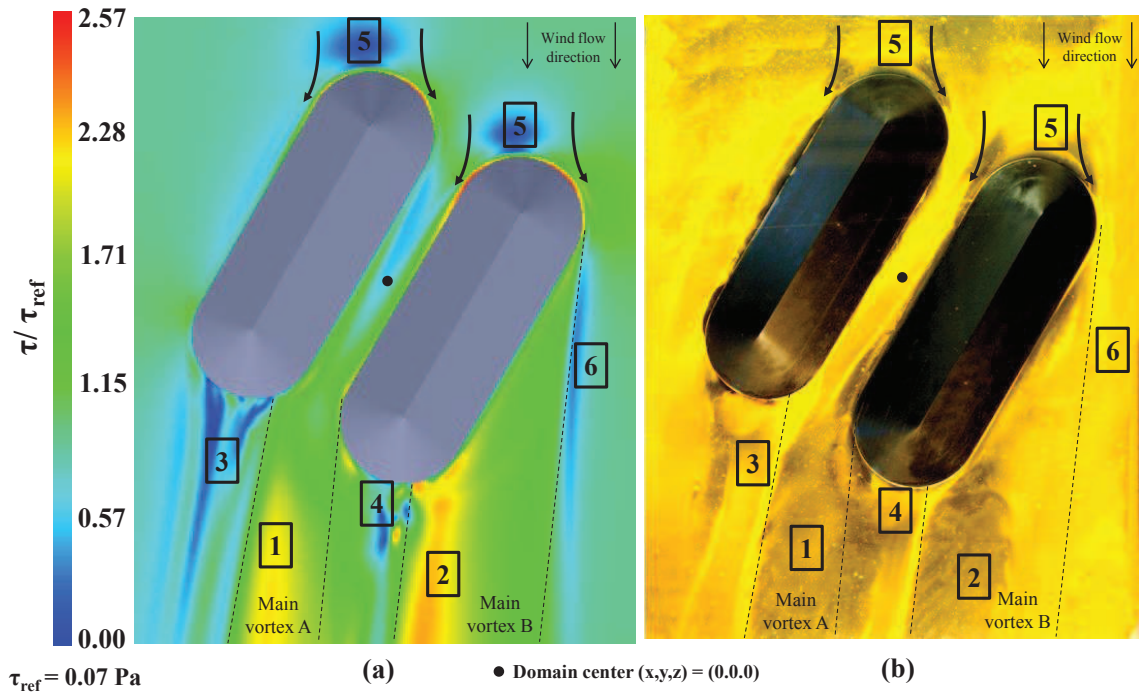 2.57
2.28
1.71
1.15
0.57
0.00
τ/ τref
τref = 0.07 Pa
5
5
Wind flow
direction
6
3
4
1
2
Main
vortex A
Main
vortex B
(a)
5
5
Wind flow
direction
6
3
4
1
2
Main
vortex A
Main
vortex B
(b)
Domain center (x,y,z) = (0.0.0)